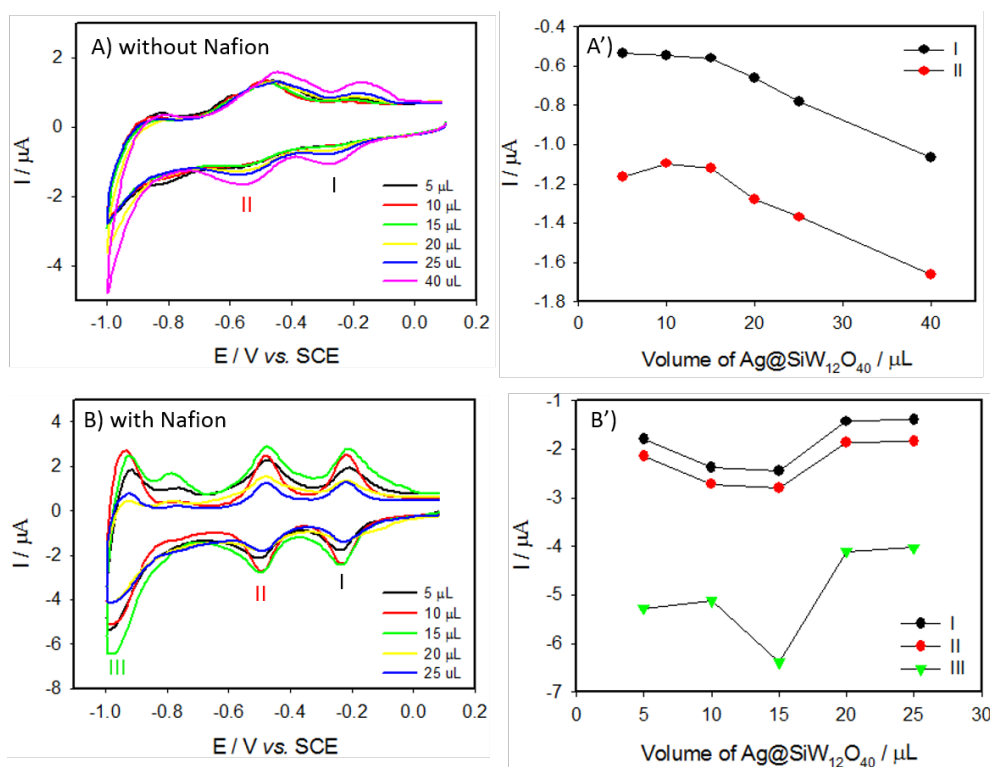 A) without Nafion
2
0
-2
-4
I / μA
I
II
5 μL
10 μL
15 μL
20 μL
25 uL
40 uL
-1.0 -0.8 -0.6 -0.4 -0.2 0.0 0.2
E / V vs. SCE
A')
-0.4
-0.6
-0.8
-1.0
-1.2
-1.4
-1.6
-1.8
I / μA
I
II
0 10 20 30 40
Volume of Ag@SiW₁₂O₄₀ / μL
B) with Nafion
4
2
0
-2
-4
-6
-8
I / μA
I
II
III
5 μL
10 μL
15 μL
20 μL
25 uL
-1.0 -0.8 -0.6 -0.4 -0.2 0.0 0.2
E / V vs. SCE
B')
-1
-2
-3
-4
-5
-6
-7
I / μA
I
II
III
0 5 10 15 20 25 30
Volume of Ag@SiW₁₂O₄₀ / μL